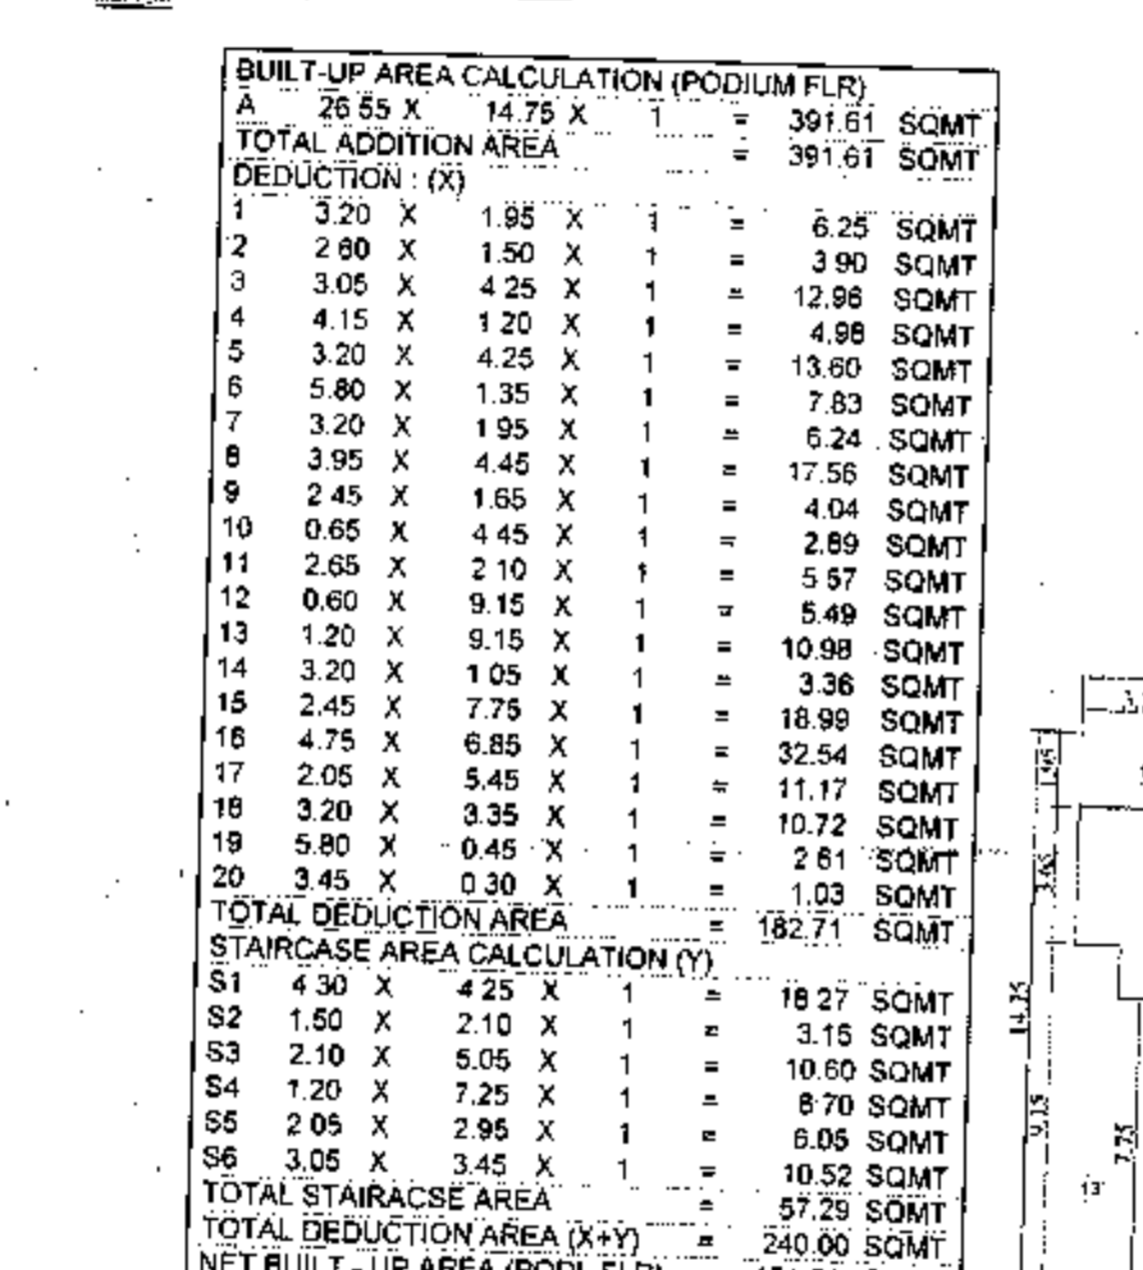 BUILT-UP AREA CALCULATION (PODIUM FLR)
A 26.55 X 14.75 X 1 = 391.61 SQMT
TOTAL ADDITION AREA = 391.61 SQMT
DEDUCTION : (X)
1 3.20 X 1.95 X 1 = 6.25 SQMT
2 2.60 X 1.50 X 1 = 3.90 SQMT
3 3.05 X 4.25 X 1 = 12.96 SQMT
4 4.15 X 1.20 X 1 = 4.98 SQMT
5 3.20 X 4.25 X 1 = 13.60 SQMT
6 5.80 X 1.35 X 1 = 7.83 SQMT
7 3.20 X 1.95 X 1 = 6.24 SQMT
8 3.95 X 4.45 X 1 = 17.56 SQMT
9 2.45 X 1.65 X 1 = 4.04 SQMT
10 0.65 X 4.45 X 1 = 2.89 SQMT
11 2.65 X 2.10 X 1 = 5.57 SQMT
12 0.60 X 9.15 X 1 = 5.49 SQMT
13 1.20 X 9.15 X 1 = 10.98 SQMT
14 3.20 X 1.05 X 1 = 3.36 SQMT
15 2.45 X 7.75 X 1 = 18.99 SQMT
16 4.75 X 6.85 X 1 = 32.54 SQMT
17 2.05 X 5.45 X 1 = 11.17 SQMT
18 3.20 X 3.35 X 1 = 10.72 SQMT
19 5.80 X 0.45 X 1 = 2.61 SQMT
20 3.45 X 0.30 X 1 = 1.03 SQMT
TOTAL DEDUCTION AREA = 182.71 SQMT
STAIRCASE AREA CALCULATION (Y)
S1 4.30 X 4.25 X 1 = 18.27 SQMT
S2 1.50 X 2.10 X 1 = 3.15 SQMT
S3 2.10 X 5.05 X 1 = 10.60 SQMT
S4 1.20 X 7.25 X 1 = 8.70 SQMT
S5 2.05 X 2.95 X 1 = 6.05 SQMT
S6 3.05 X 3.45 X 1 = 10.52 SQMT
TOTAL STAIRACSE AREA = 57.29 SQMT
TOTAL DEDUCTION AREA (X+Y) = 240.00 SQMT
NET BUILT - UP AREA (PODI. FLR)
1.95
3.65
14.75
9.15
7.75
13